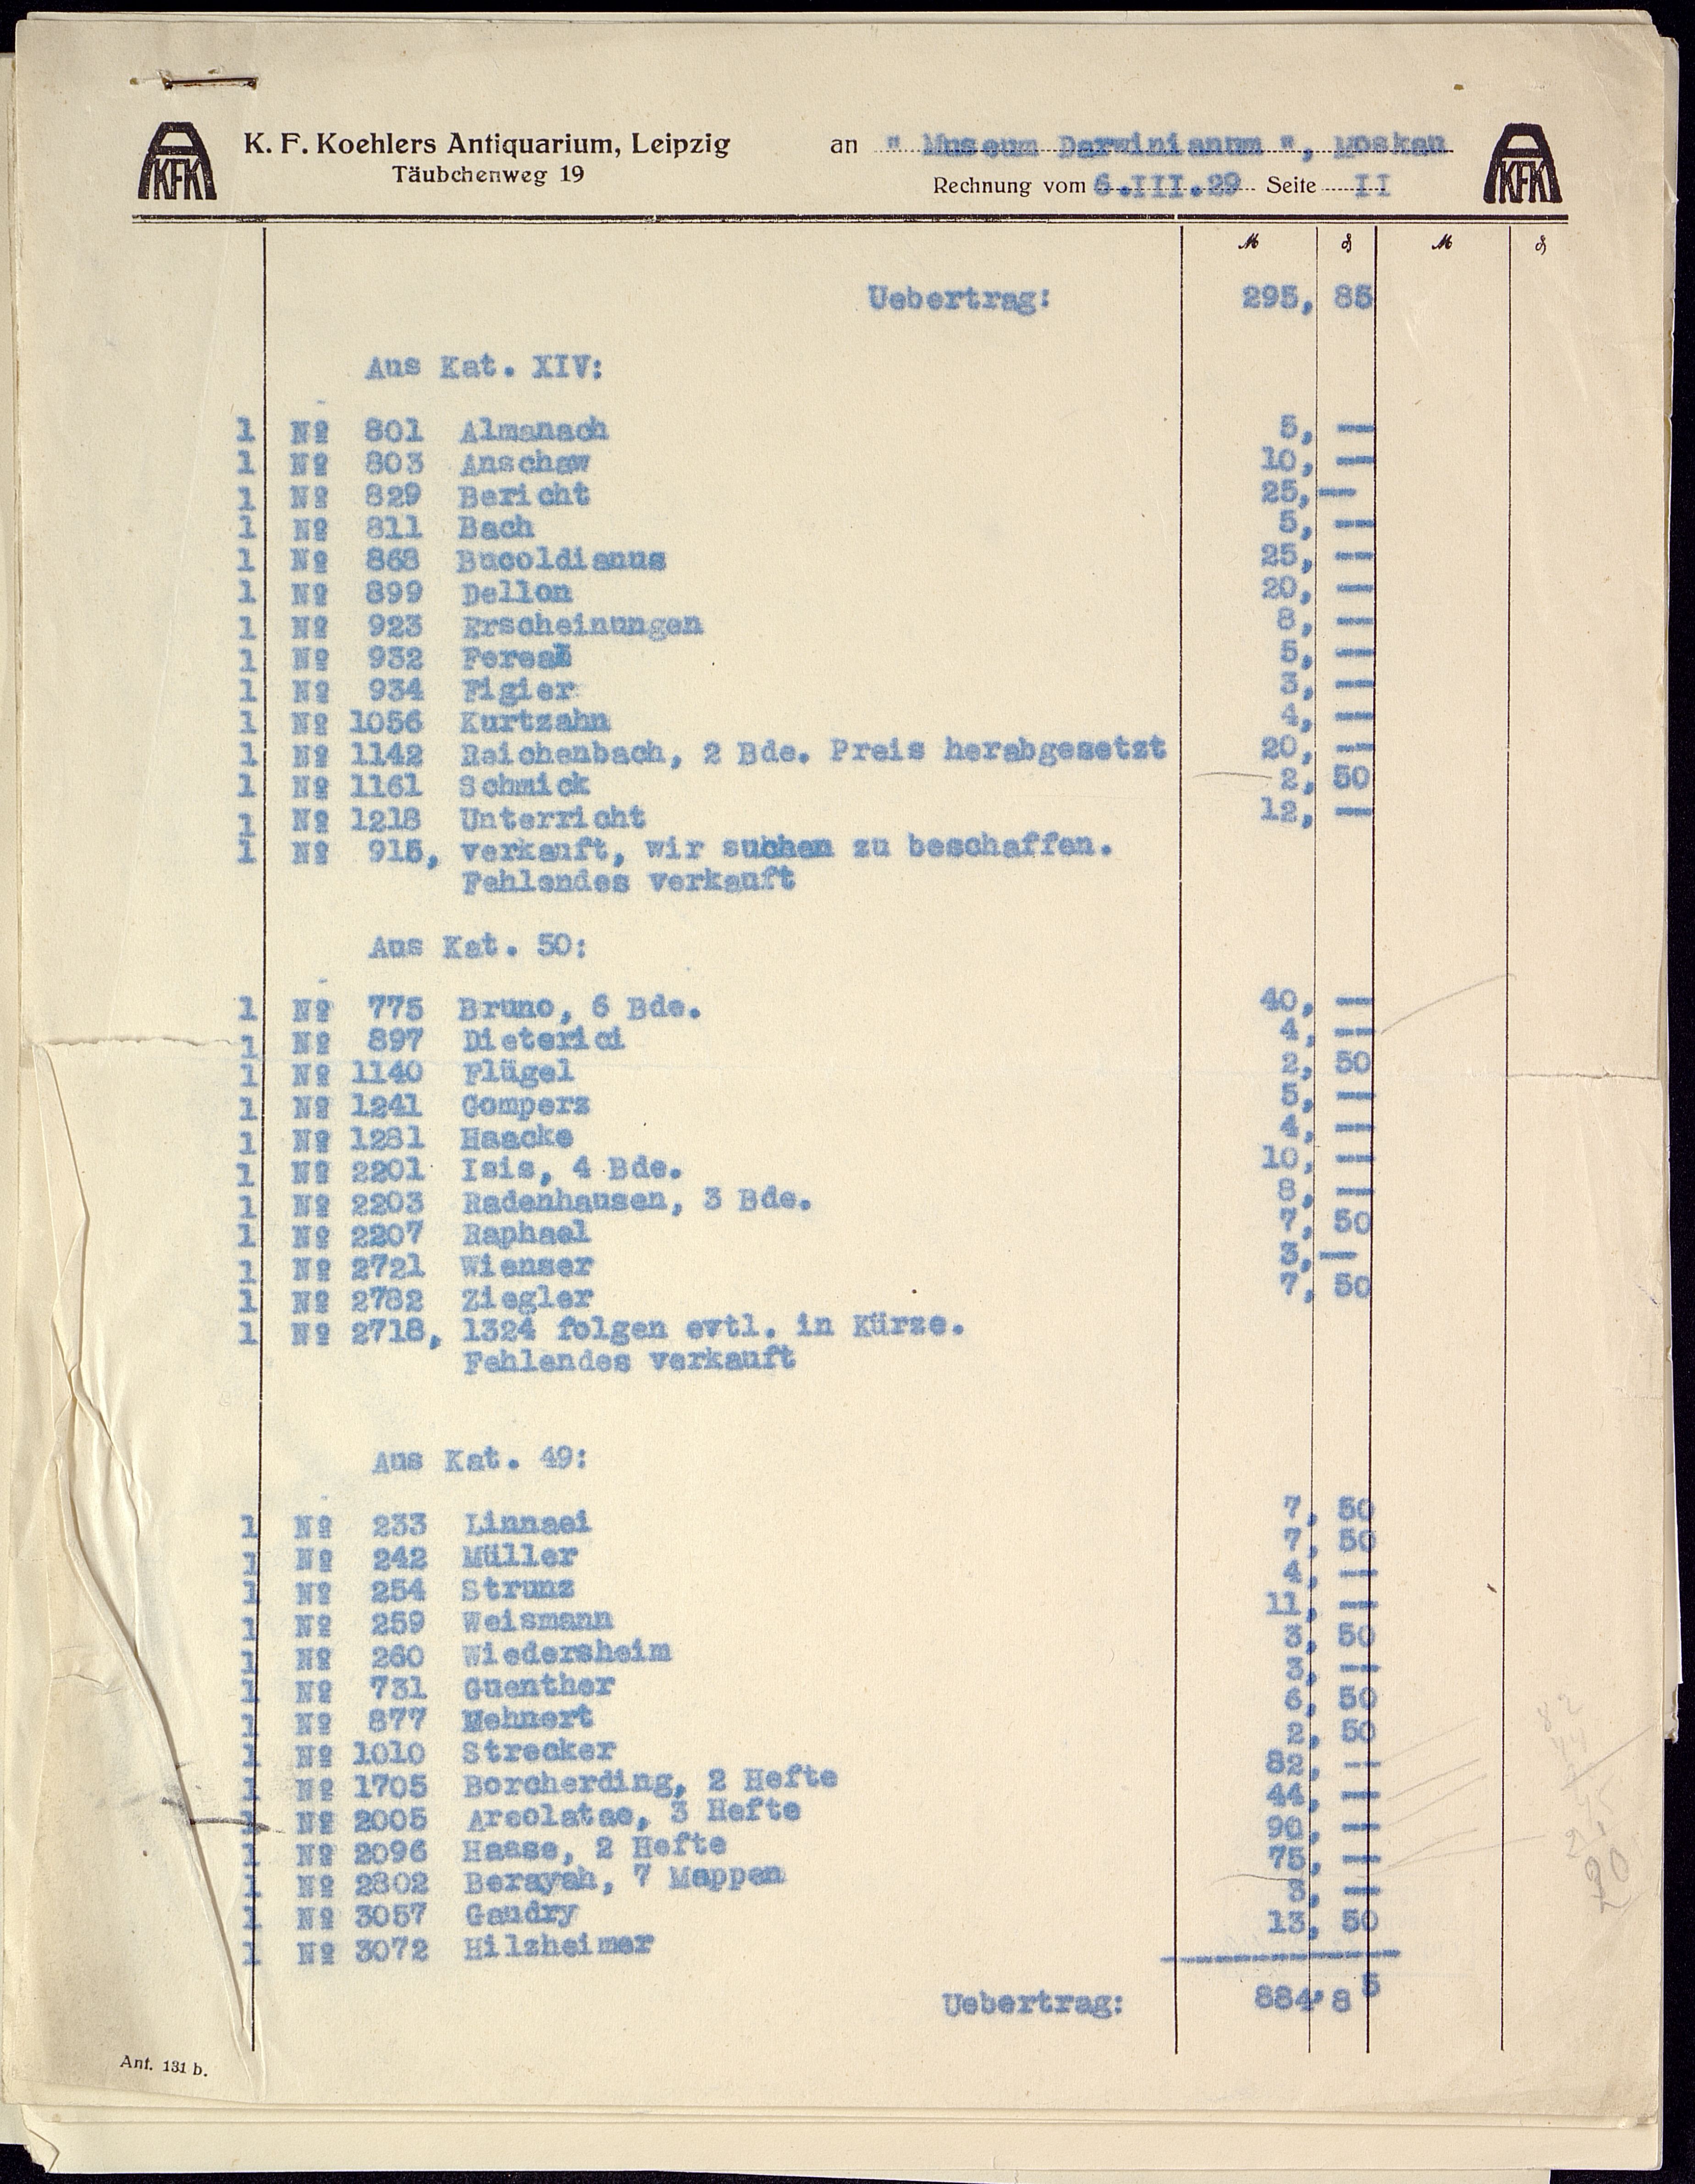 KFK
K. F. Koehlers Antiquarium, Leipzig an " Museum Darwinianum ", Moskau
Täubchenweg 19 Rechnung vom 6.III.29 Seite II
KFK
ℳ ₰ ℳ ₰
Uebertrag: 295, 85
Aus Kat. XIV:
1 № 801 Almanach 5, —
1 № 803 Anschaw 10, —
1 № 829 Bericht 25, —
1 № 811 Bach 5, —
1 № 868 Bucoldianus 25, —
1 № 899 Dellon 20, —
1 № 923 Erscheinungen 8, —
1 № 932 Fereal 5, —
1 № 934 Figier 3, —
1 № 1056 Kurtzahn 4, —
1 № 1142 Reichenbach, 2 Bde. Preis herabgesetzt 20, —
1 № 1161 Schmick 2, 50
1 № 1218 Unterricht 12, —
1 № 915, verkauft, wir suchen zu beschaffen.
Fehlendes verkauft
Aus Kat. 50:
1 № 775 Bruno, 6 Bde. 40, —
1 № 897 Dieterici 4, —
1 № 1140 Flügel 2, 50
1 № 1241 Gomperz 5, —
1 № 1281 Haacke 4, —
1 № 2201 Isis, 4 Bde. 10, —
1 № 2203 Radenhausen, 3 Bde. 8, —
1 № 2207 Raphael 7, 50
1 № 2721 Wienser 3, —
1 № 2782 Ziegler 7, 50
1 № 2718, 1324 folgen evtl. in Kürze.
Fehlendes verkauft
Aus Kat. 49:
1 № 233 Linnaei 7, 50
1 № 242 Müller 7, 50
1 № 254 Strunz 4, —
1 № 259 Weismann 11, —
1 № 260 Wiedersheim 3, 50
1 № 731 Guenther 3, —
1 № 877 Mehnert 6, 50
1 № 1010 Strecker 2, 50
1 № 1705 Borcherding, 2 Hefte 82, —
1 № 2005 Areolatae, 3 Hefte 44, —
1 № 2096 Haase, 2 Hefte 90, —
1 № 2802 Berayah, 7 Mappen 75, —
1 № 3057 Gaudry 3, —
1 № 3072 Hilzheimer 13, 50
Uebertrag: 884,85
Ant. 131 b.